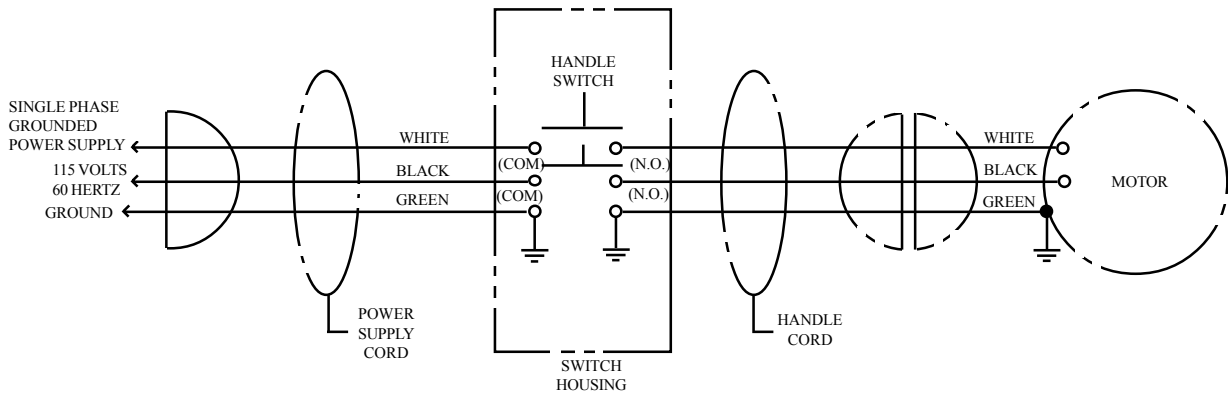 HANDLE
SWITCH
SINGLE PHASE
GROUNDED
POWER SUPPLY
115 VOLTS
60 HERTZ
GROUND
WHITE
BLACK
GREEN
(COM)
(COM)
(N.O.)
(N.O.)
WHITE
BLACK
GREEN
MOTOR
POWER
SUPPLY
CORD
HANDLE
CORD
SWITCH
HOUSING